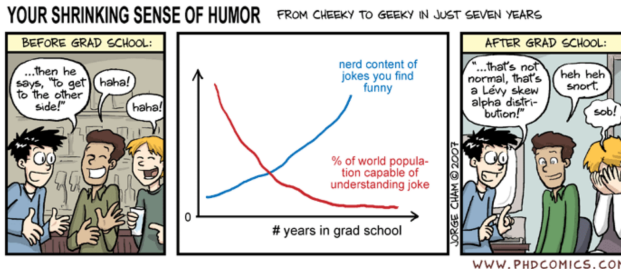 YOUR SHRINKING SENSE OF HUMOR
FROM CHEEKY TO GEEKY IN JUST SEVEN YEARS
BEFORE GRAD SCHOOL:
...then he
says, "to get
to the other
side!"
haha!
haha!
nerd content of
jokes you find
funny
% of world popula-
tion capable of
understanding joke
0
# years in grad school
JORGE CHAM © 2007
AFTER GRAD SCHOOL:
"...that's not
normal, that's
a Lévy skew
alpha distri-
bution!"
heh heh
snort.
sob!
WWW.PHDCOMICS.COM